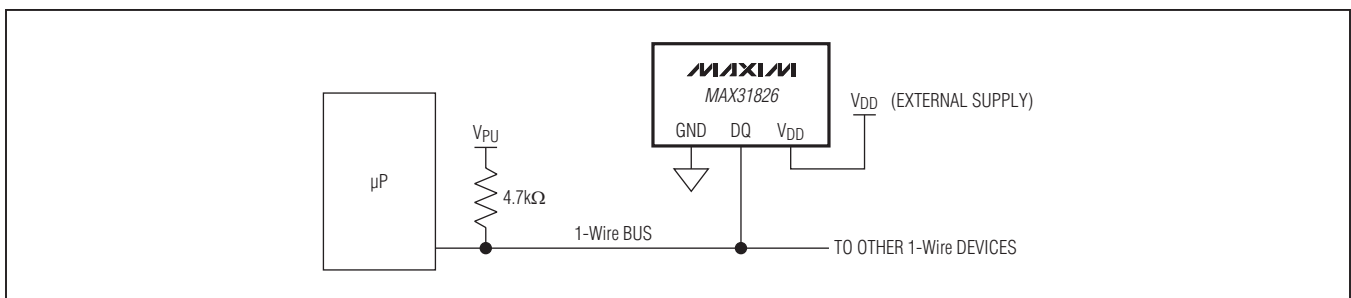 MAXIM
MAX31826
VDD (EXTERNAL SUPPLY)
GND DQ VDD
VPU
µP
4.7kΩ
1-Wire BUS
TO OTHER 1-Wire DEVICES